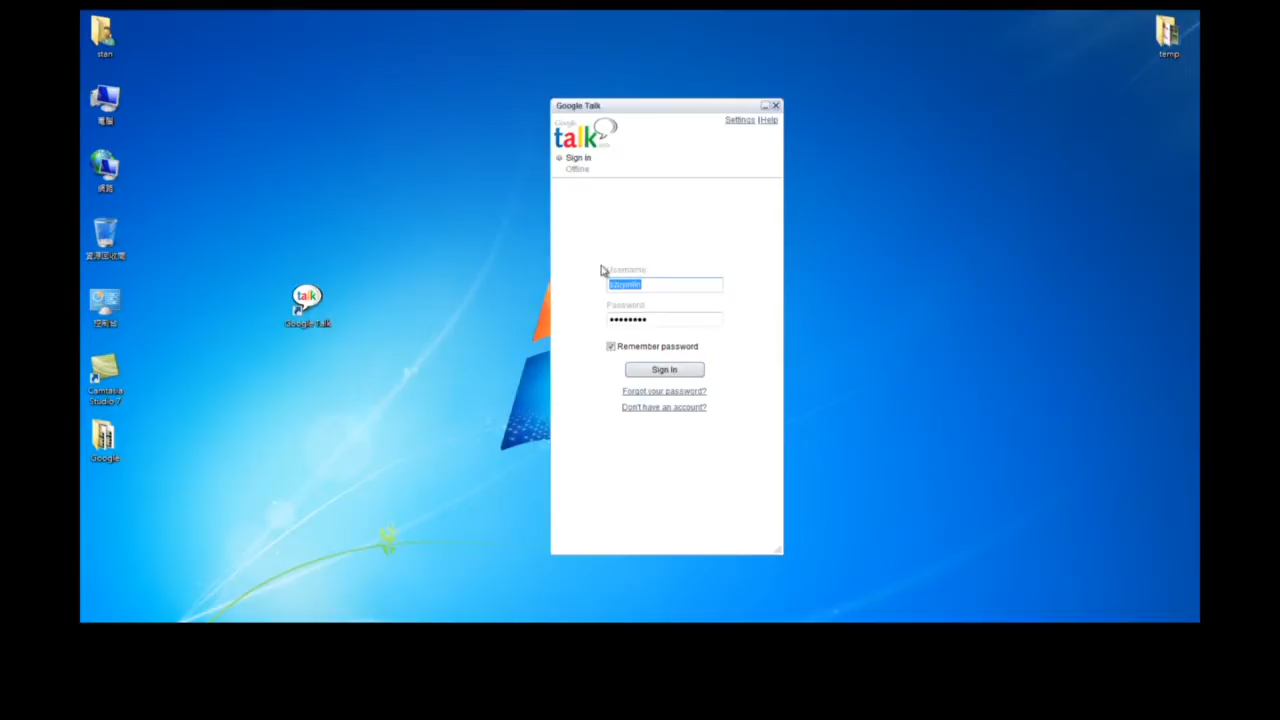 stan
電腦
網路
資源回收筒
控制台
Camtasia
Studio 7
Google
talk
Google Talk
temp
Google Talk
Settings | Help
Google
talk
Sign in
Offline
Username
Password
Remember password
Sign In
Forgot your password?
Don't have an account?